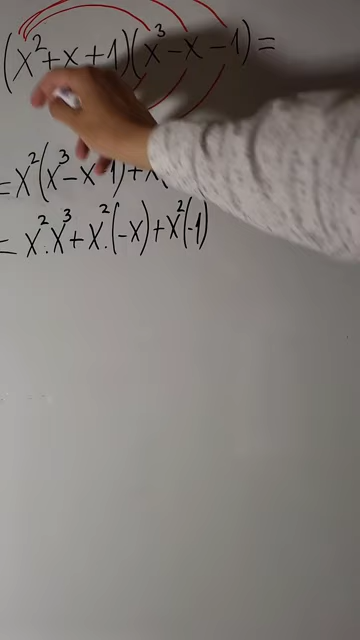 (x²+x+1)(x³-x-1)=
=x²(x³-x-1)+x(
=x².x³+x².(-x)+x²(-1)